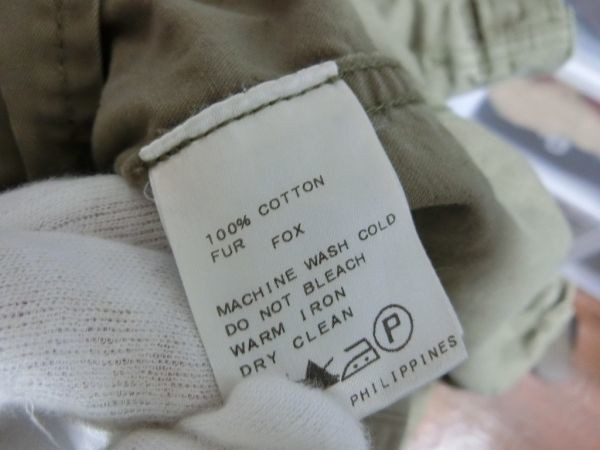 100% COTTON
FUR FOX
MACHINE WASH COLD
DO NOT BLEACH
WARM IRON
DRY CLEAN
P
PHILIPPINES